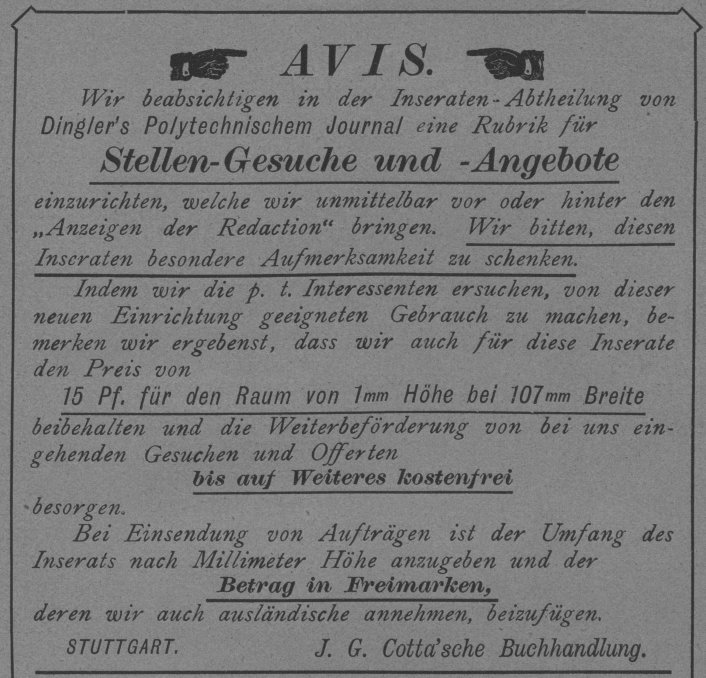 AVIS.
Wir beabsichtigen in der Inseraten-Abtheilung von
Dingler's Polytechnischem Journal eine Rubrik für
Stellen-Gesuche und -Angebote
einzurichten, welche wir unmittelbar vor oder hinter den
„Anzeigen der Redaction“ bringen. Wir bitten, diesen
Inseraten besondere Aufmerksamkeit zu schenken.
Indem wir die p. t. Interessenten ersuchen, von dieser
neuen Einrichtung geeigneten Gebrauch zu machen, be-
merken wir ergebenst, dass wir auch für diese Inserate
den Preis von
15 Pf. für den Raum von 1mm Höhe bei 107mm Breite
beibehalten und die Weiterbeförderung von bei uns ein-
gehenden Gesuchen und Offerten
bis auf Weiteres kostenfrei
besorgen.
Bei Einsendung von Aufträgen ist der Umfang des
Inserats nach Millimeter Höhe anzugeben und der
Betrag in Freimarken,
deren wir auch ausländische annehmen, beizufügen.
STUTTGART. J. G. Cotta'sche Buchhandlung.